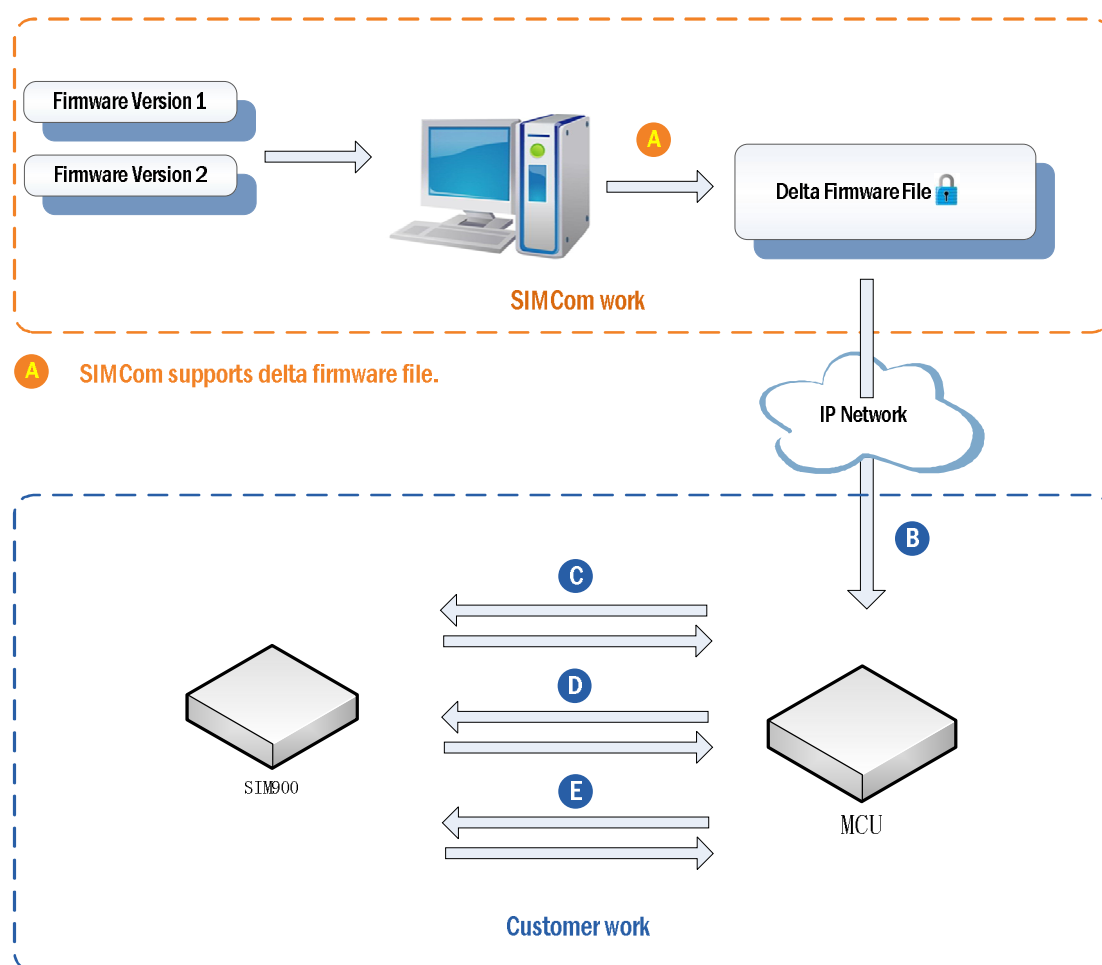 Firmware Version 1
Firmware Version 2
A
Delta Firmware File
SIMCom work
A SIMCom supports delta firmware file.
IP Network
B
C
D
E
SIM900
MCU
Customer work